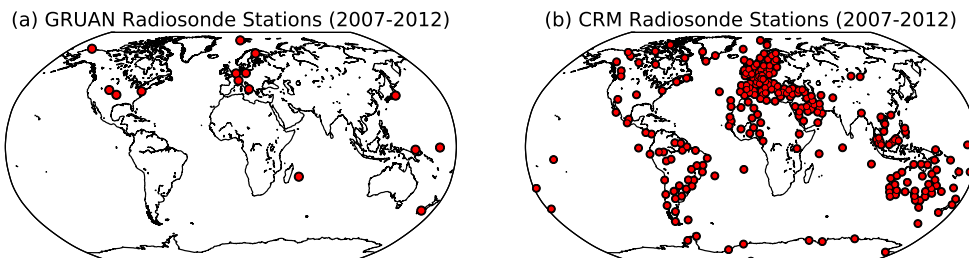 (a) GRUAN Radiosonde Stations (2007-2012)
(b) CRM Radiosonde Stations (2007-2012)